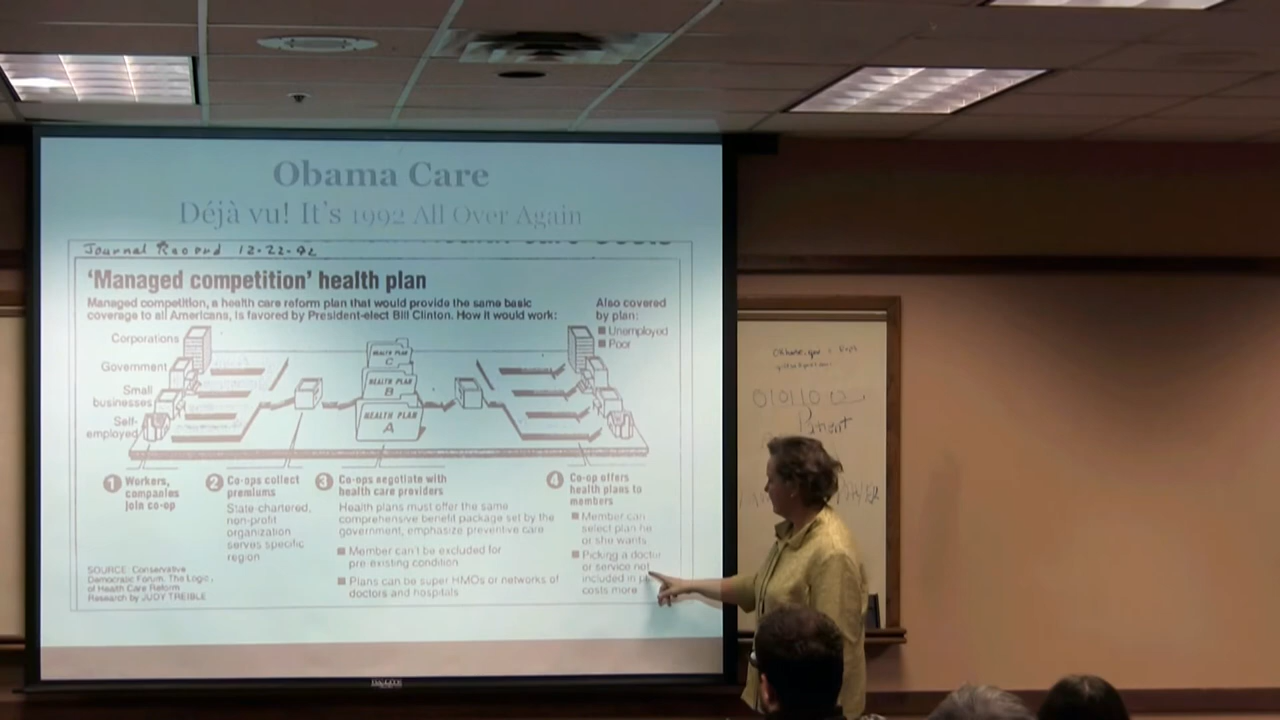 Obama Care
Déjà vu! It's 1992 All Over Again
Journal Record 12-22-92
'Managed competition' health plan
Managed competition, a health care reform plan that would provide the same basic
coverage to all Americans, is favored by President-elect Bill Clinton. How it would work:
Also covered
by plan:
■ Unemployed
■ Poor
Corporations
Government
Small
businesses
Self-
employed
HEALTH PLAN
C
HEALTH PLAN
B
HEALTH PLAN
A
1 Workers,
companies
join co-op
2 Co-ops collect
premiums
State-chartered,
non-profit
organization
serves specific
region
3 Co-ops negotiate with
health care providers
Health plans must offer the same
comprehensive benefit package set by the
government, emphasize preventive care
■ Member can't be excluded for
pre existing condition
■ Plans can be super HMOs or networks of
doctors and hospitals
4 Co-op offers
health plans to
members
■ Member can
select plan he
or she wants
■ Picking a doctor
or service not
included in
costs more
SOURCE: Conservative
Democratic Forum, The Logic
of Health Care Reform
Research by JUDY TREIBLE
Patient